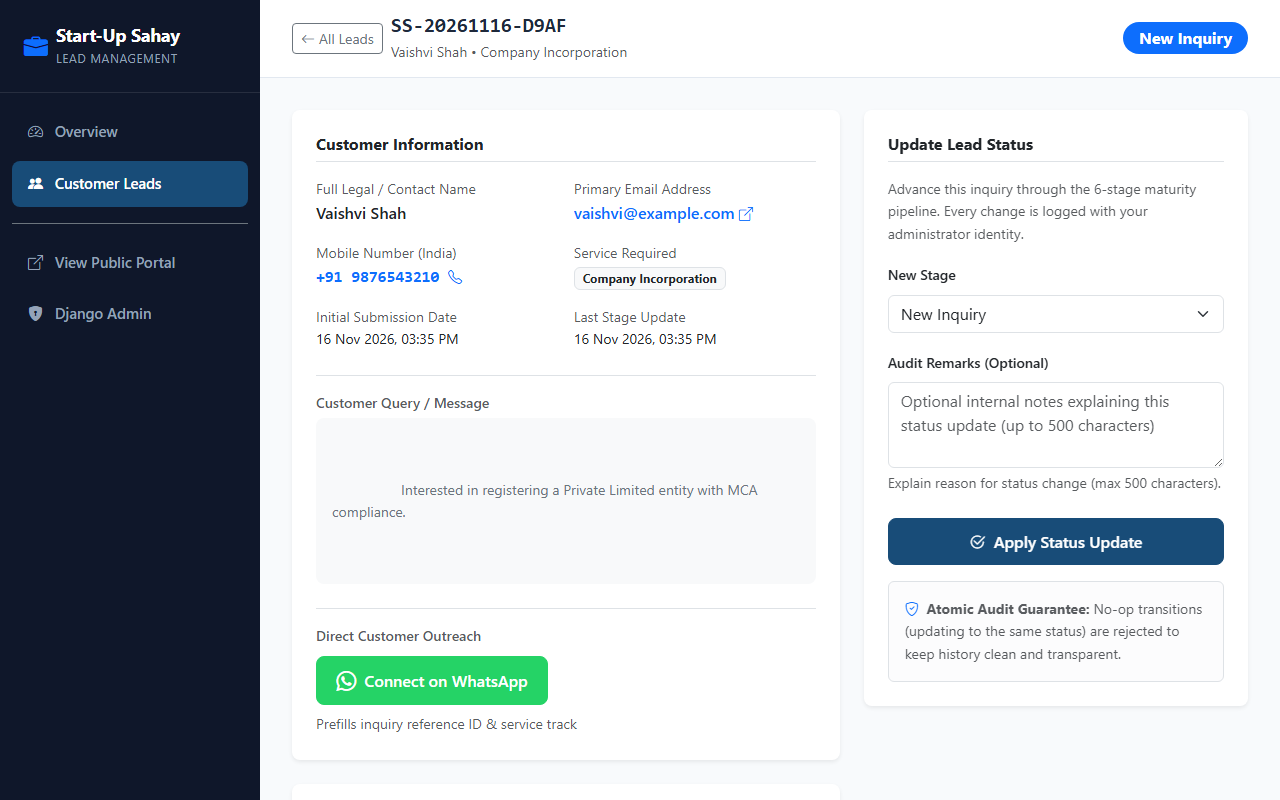 Start-Up Sahay
LEAD MANAGEMENT
Overview
Customer Leads
View Public Portal
Django Admin
← All Leads
SS-20261116-D9AF
Vaishvi Shah • Company Incorporation
New Inquiry
Customer Information
Full Legal / Contact Name
Vaishvi Shah
Primary Email Address
vaishvi@example.com
Mobile Number (India)
+91 9876543210
Service Required
Company Incorporation
Initial Submission Date
16 Nov 2026, 03:35 PM
Last Stage Update
16 Nov 2026, 03:35 PM
Customer Query / Message
Interested in registering a Private Limited entity with MCA
compliance.
Direct Customer Outreach
Connect on WhatsApp
Prefills inquiry reference ID & service track
Update Lead Status
Advance this inquiry through the 6-stage maturity
pipeline. Every change is logged with your
administrator identity.
New Stage
New Inquiry
Audit Remarks (Optional)
Optional internal notes explaining this
status update (up to 500 characters)
Explain reason for status change (max 500 characters).
Apply Status Update
Atomic Audit Guarantee: No-op transitions
(updating to the same status) are rejected to
keep history clean and transparent.